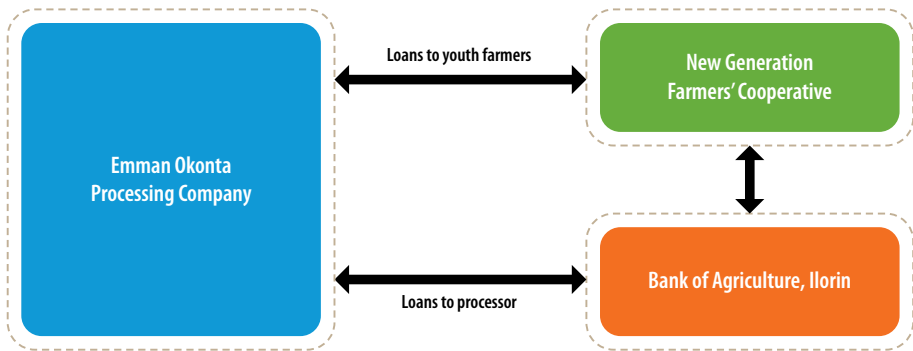 Loans to youth farmers
New Generation
Farmers' Cooperative
Emman Okonta
Processing Company
Bank of Agriculture, Ilorin
Loans to processor